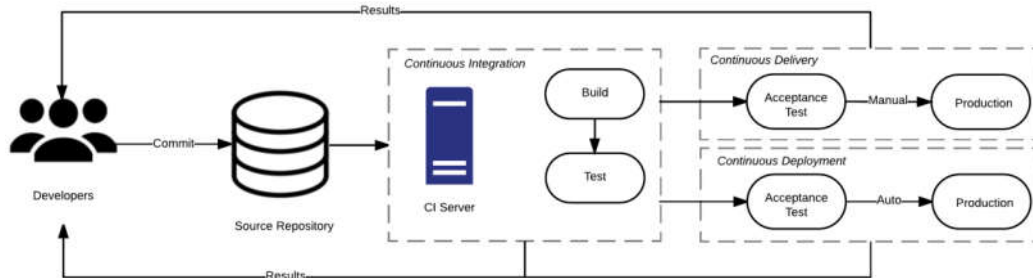 Results
Continuous Integration
Continuous Delivery
Build
Acceptance
Test
Manual
Production
Commit
Continuous Deployment
Test
Developers
CI Server
Acceptance
Test
Auto
Production
Source Repository
Results